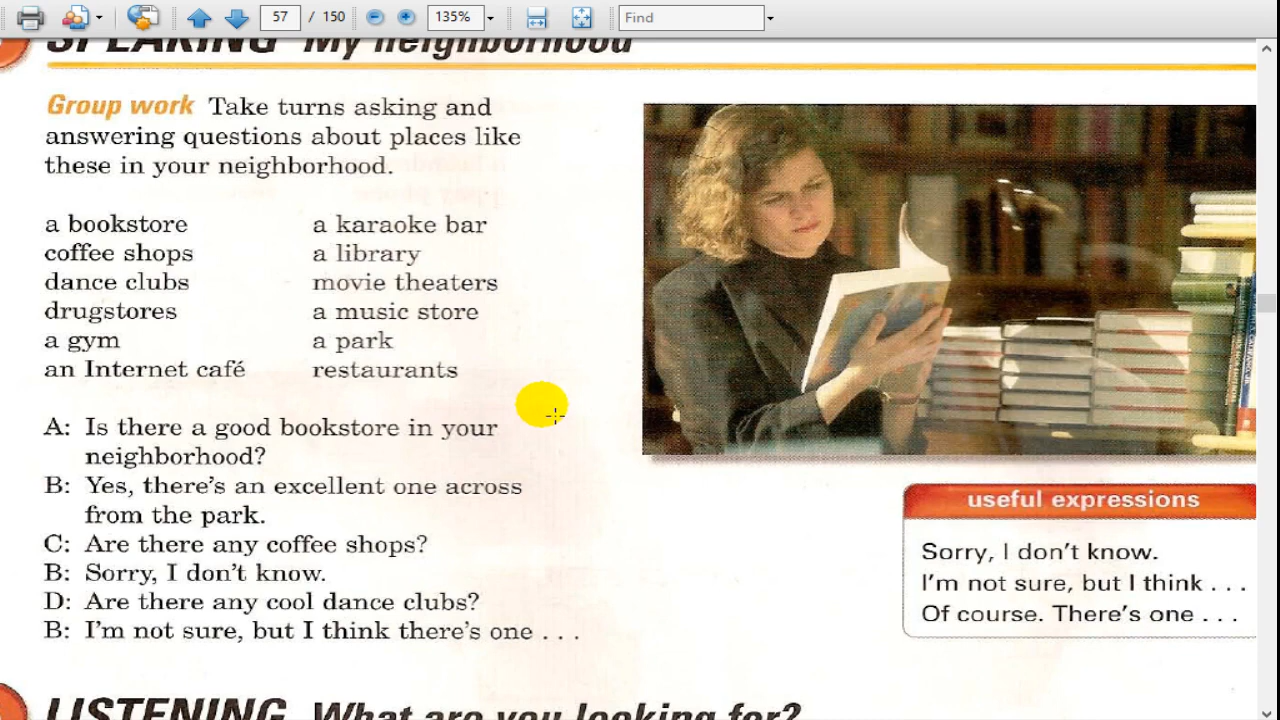 57 / 150
135%
Find
SPEAKING My neighborhood
Group work Take turns asking and
answering questions about places like
these in your neighborhood.
a bookstore
coffee shops
dance clubs
drugstores
a gym
an Internet café
a karaoke bar
a library
movie theaters
a music store
a park
restaurants
A: Is there a good bookstore in your
neighborhood?
B: Yes, there's an excellent one across
from the park.
C: Are there any coffee shops?
B: Sorry, I don't know.
D: Are there any cool dance clubs?
B: I'm not sure, but I think there's one . . .
useful expressions
Sorry, I don't know.
I'm not sure, but I think . . .
Of course. There's one . . .
LISTENING What are you looking for?